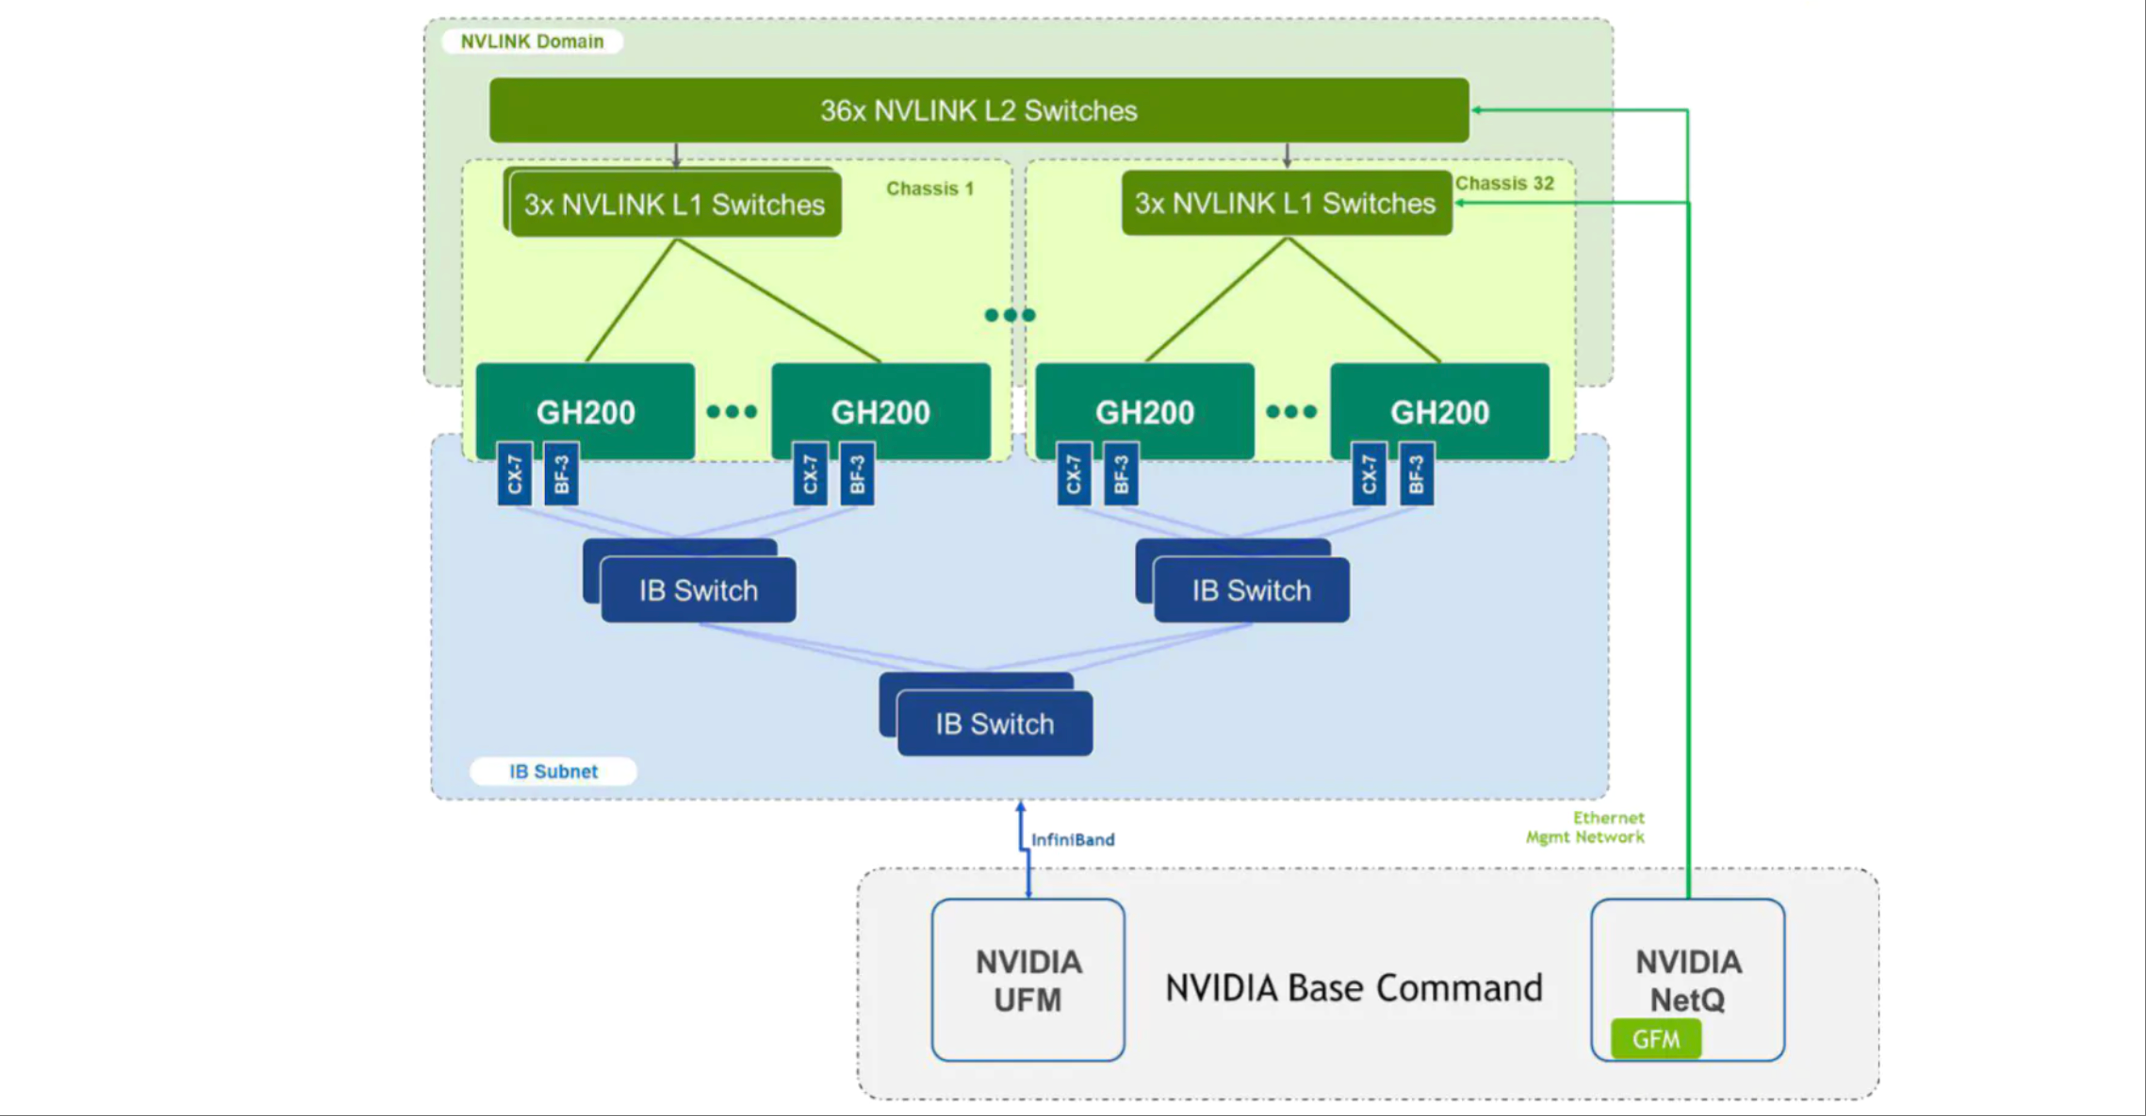 NVLINK Domain
36x NVLINK L2 Switches
3x NVLINK L1 Switches
Chassis 1
3x NVLINK L1 Switches
Chassis 32
GH200
GH200
GH200
GH200
CX-7
BF-3
CX-7
BF-3
CX-7
BF-3
CX-7
BF-3
IB Switch
IB Switch
IB Switch
IB Subnet
InfiniBand
Ethernet
Mgmt Network
NVIDIA
UFM
NVIDIA Base Command
NVIDIA
NetQ
GFM